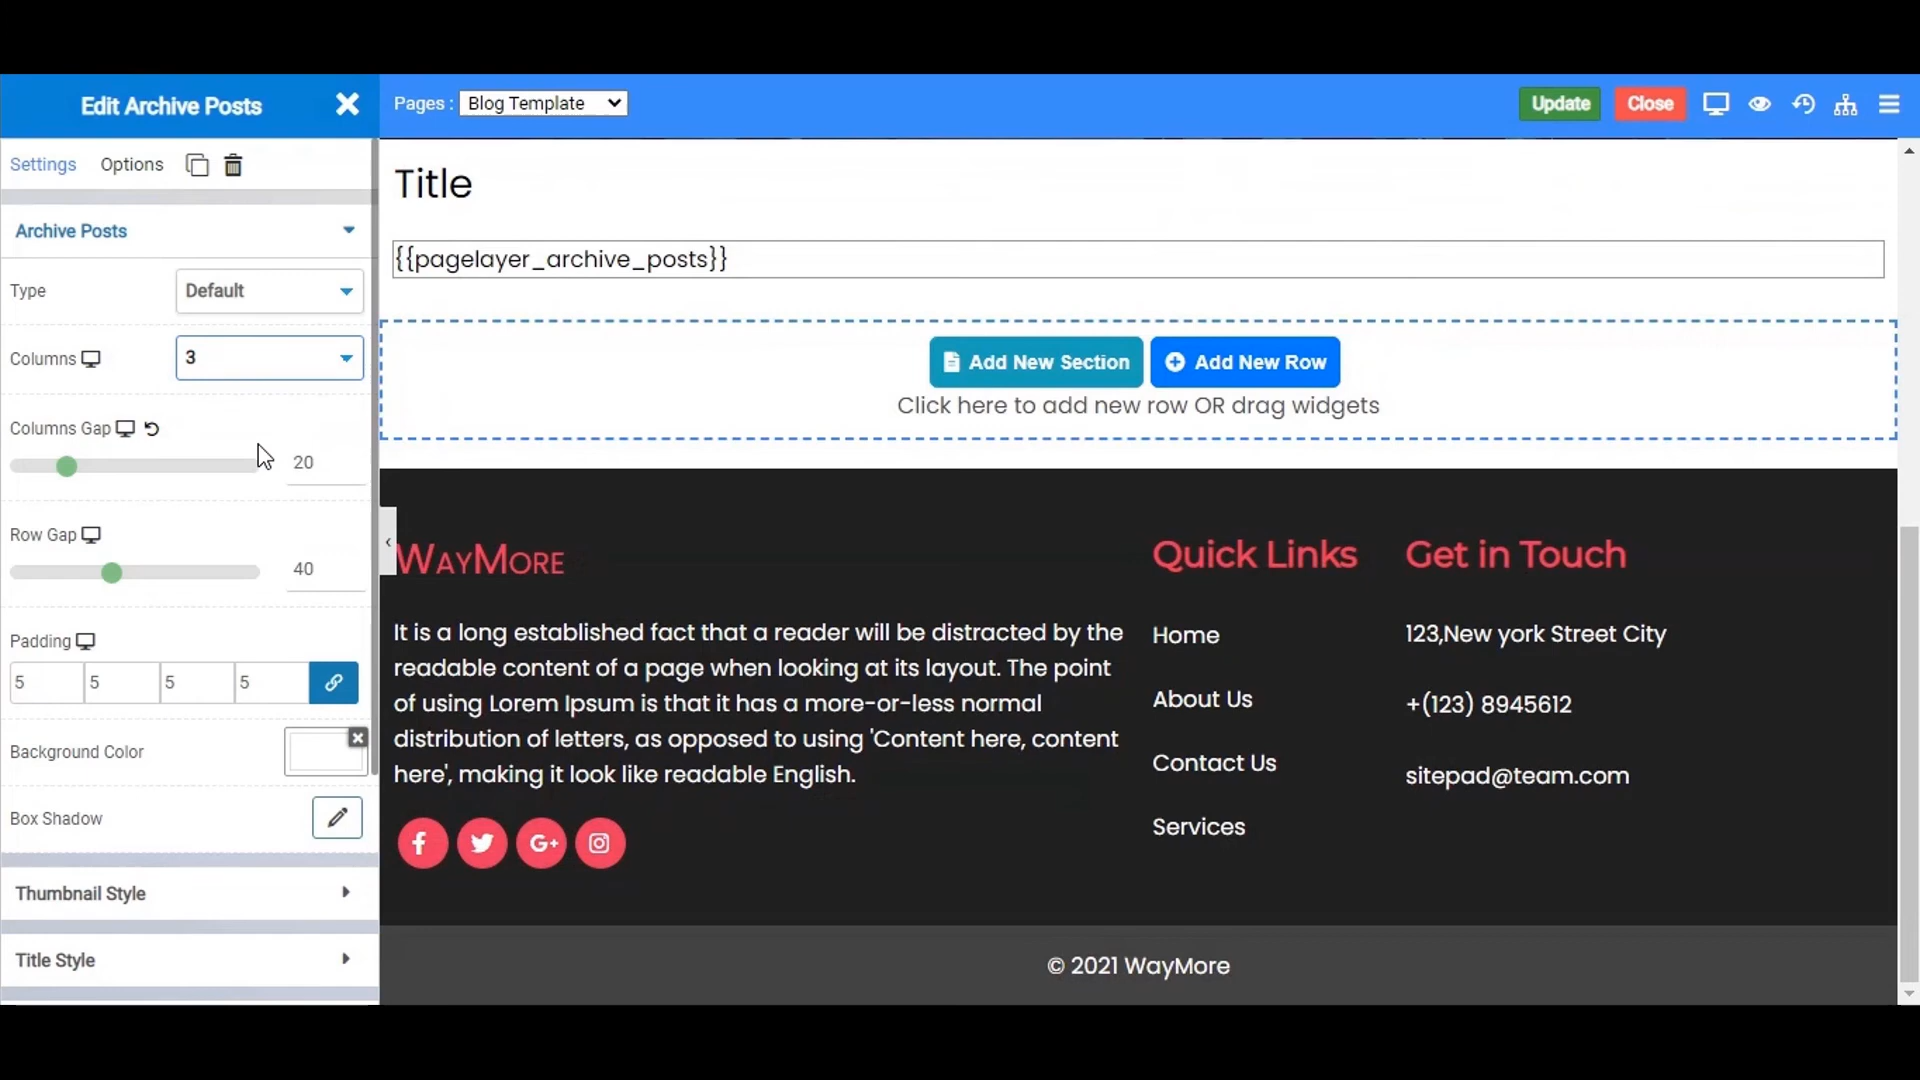 Edit Archive Posts
Pages : Blog Template
Update
Close
Settings
Options
Archive Posts
Type
Default
Columns
3
Columns Gap
20
Row Gap
40
Padding
5
5
5
5
Background Color
Box Shadow
Thumbnail Style
Title Style
Title
{{pagelayer_archive_posts}}
Add New Section
Add New Row
Click here to add new row OR drag widgets
WayMore
It is a long established fact that a reader will be distracted by the
readable content of a page when looking at its layout. The point
of using Lorem Ipsum is that it has a more-or-less normal
distribution of letters, as opposed to using 'Content here, content
here', making it look like readable English.
G+
Quick Links
Home
About Us
Contact Us
Services
Get in Touch
123,New york Street City
+(123) 8945612
sitepad@team.com
© 2021 WayMore